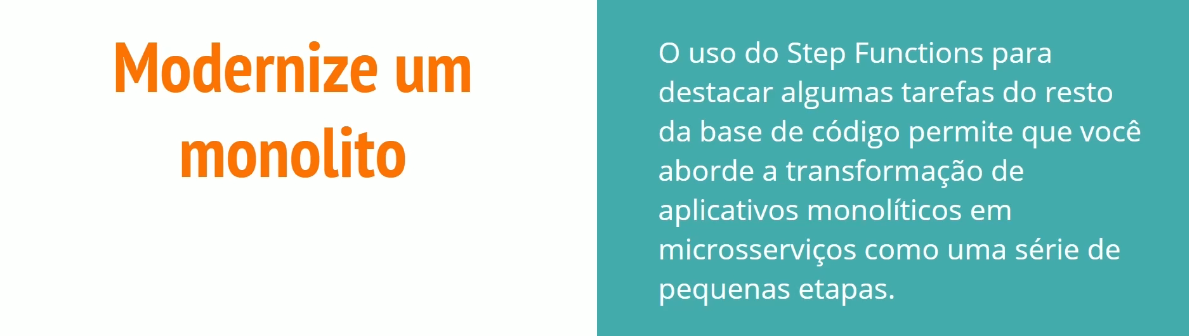 Modernize um
monolito
O uso do Step Functions para
destacar algumas tarefas do resto
da base de código permite que você
aborde a transformação de
aplicativos monolíticos em
microsserviços como uma série de
pequenas etapas.